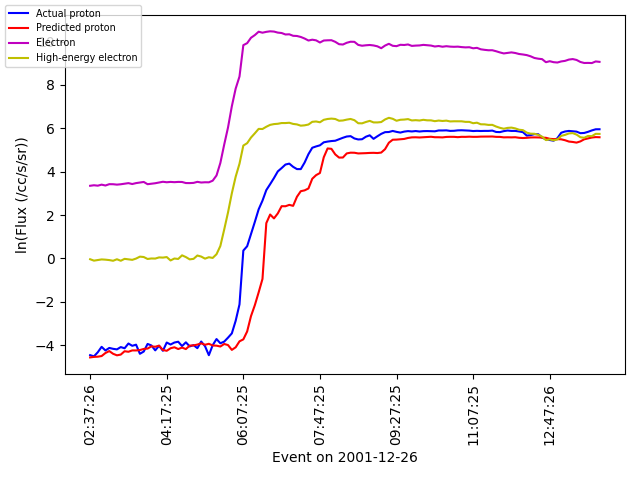 Actual proton
Predicted proton
Electron
High-energy electron
8
6
4
2
0
−2
−4
ln(Flux (/cc/s/sr))
02:37:26
04:17:25
06:07:25
07:47:25
09:27:25
11:07:25
12:47:26
Event on 2001-12-26